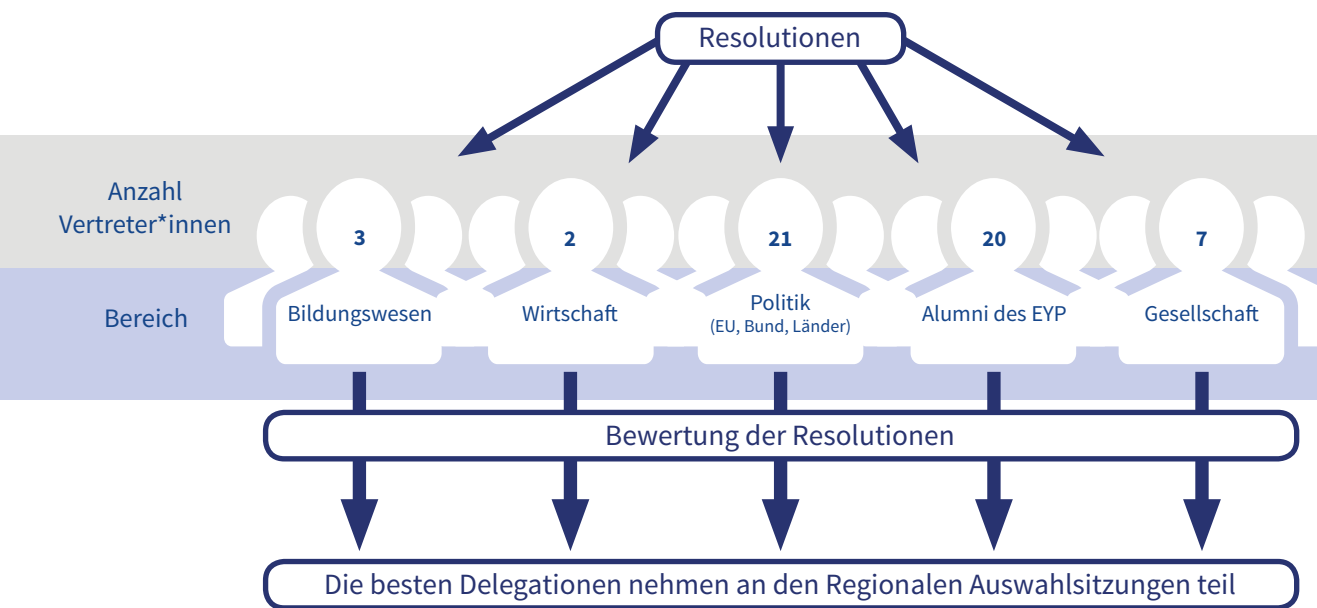 Resolutionen
Anzahl
Vertreter*innen
3
2
21
20
7
Bereich
Bildungswesen
Wirtschaft
Politik
(EU, Bund, Länder)
Alumni des EYP
Gesellschaft
Bewertung der Resolutionen
Die besten Delegationen nehmen an den Regionalen Auswahlsitzungen teil